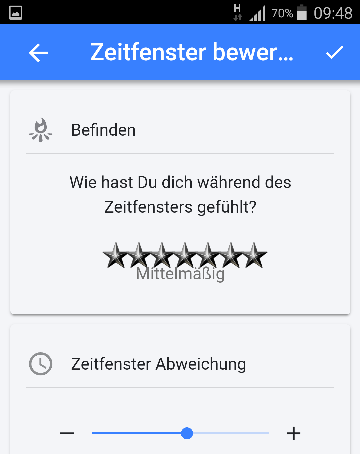 H 70% 09:48
Zeitfenster bewer...
Befinden
Wie hast Du dich während des
Zeitfensters gefühlt?
Mittelmäßig
Zeitfenster Abweichung
− +